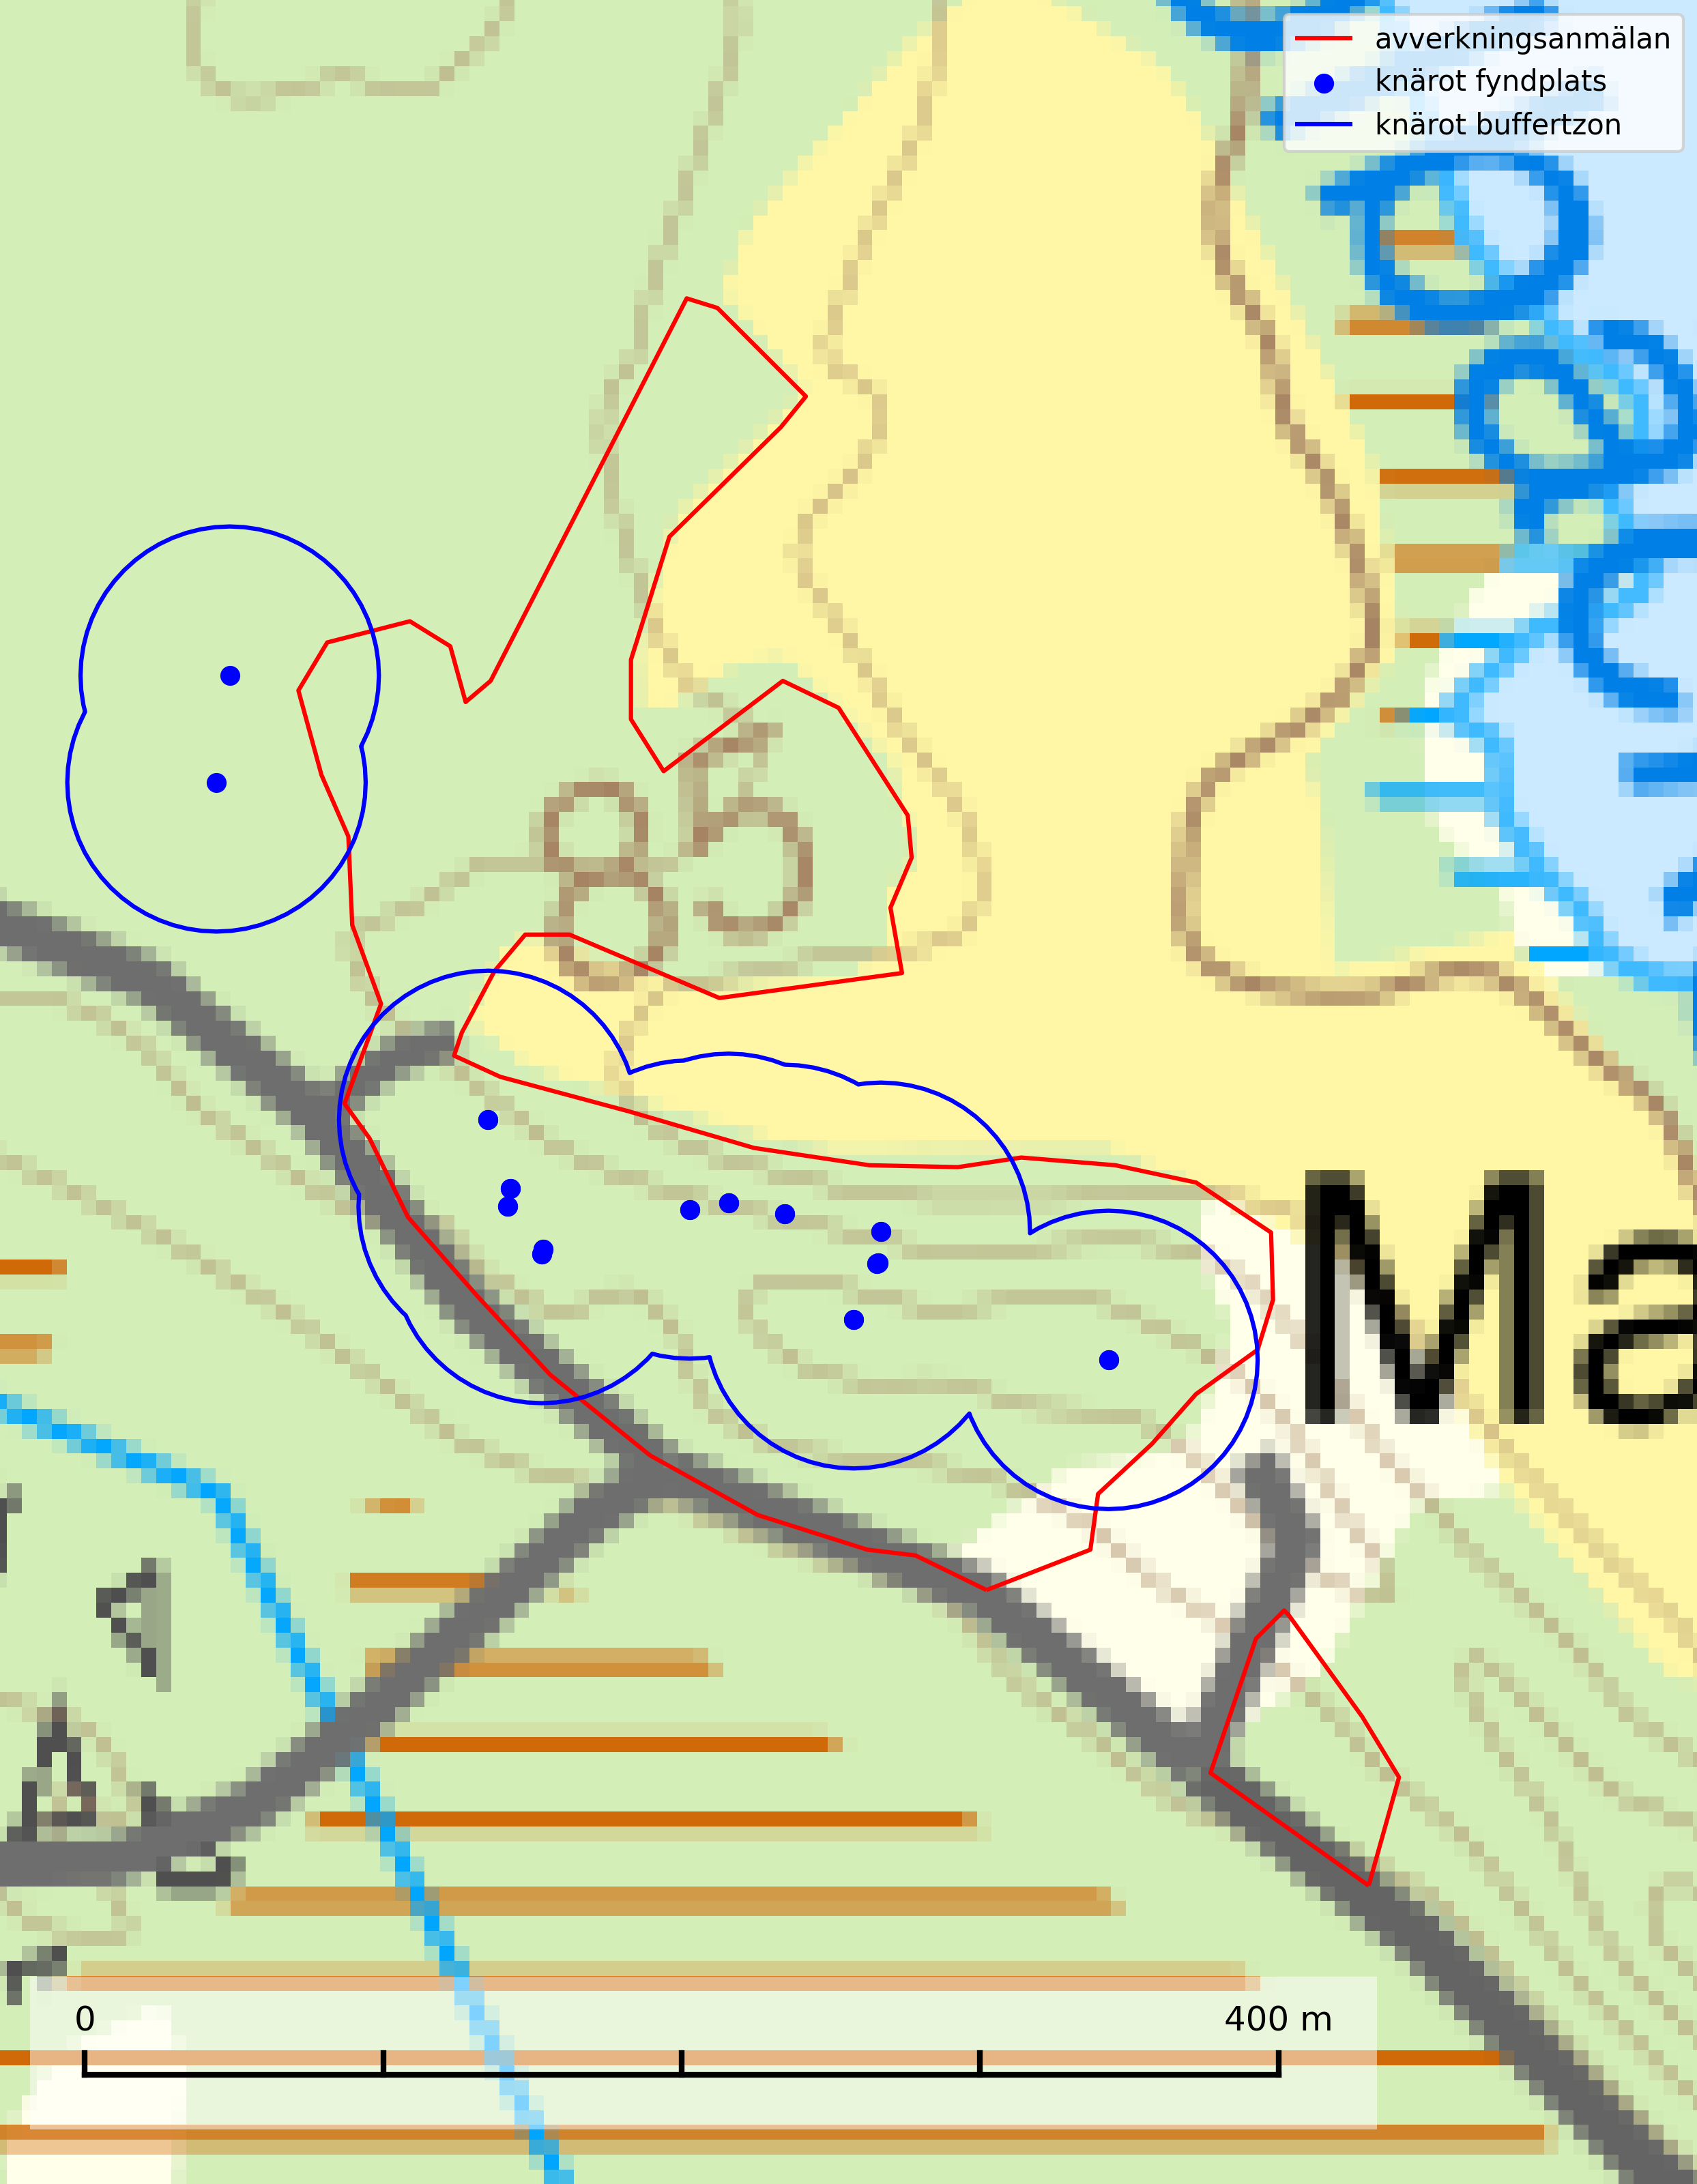 avverkningsanmälan
knärot fyndplats
knärot buffertzon
85
Ma
0 400 m